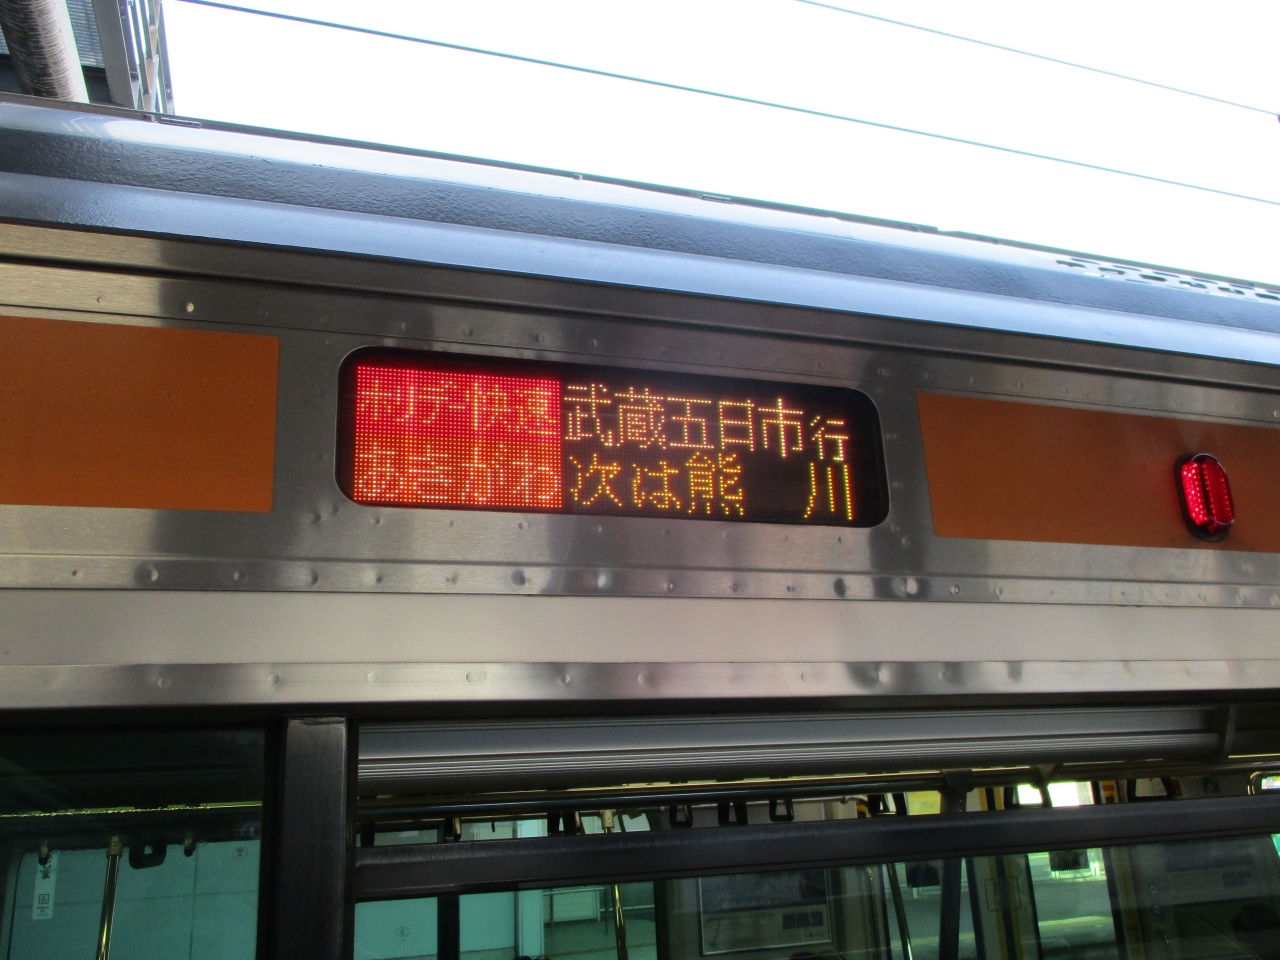 ホリデー快速 武蔵五日市行
あきがわ 次は熊 川